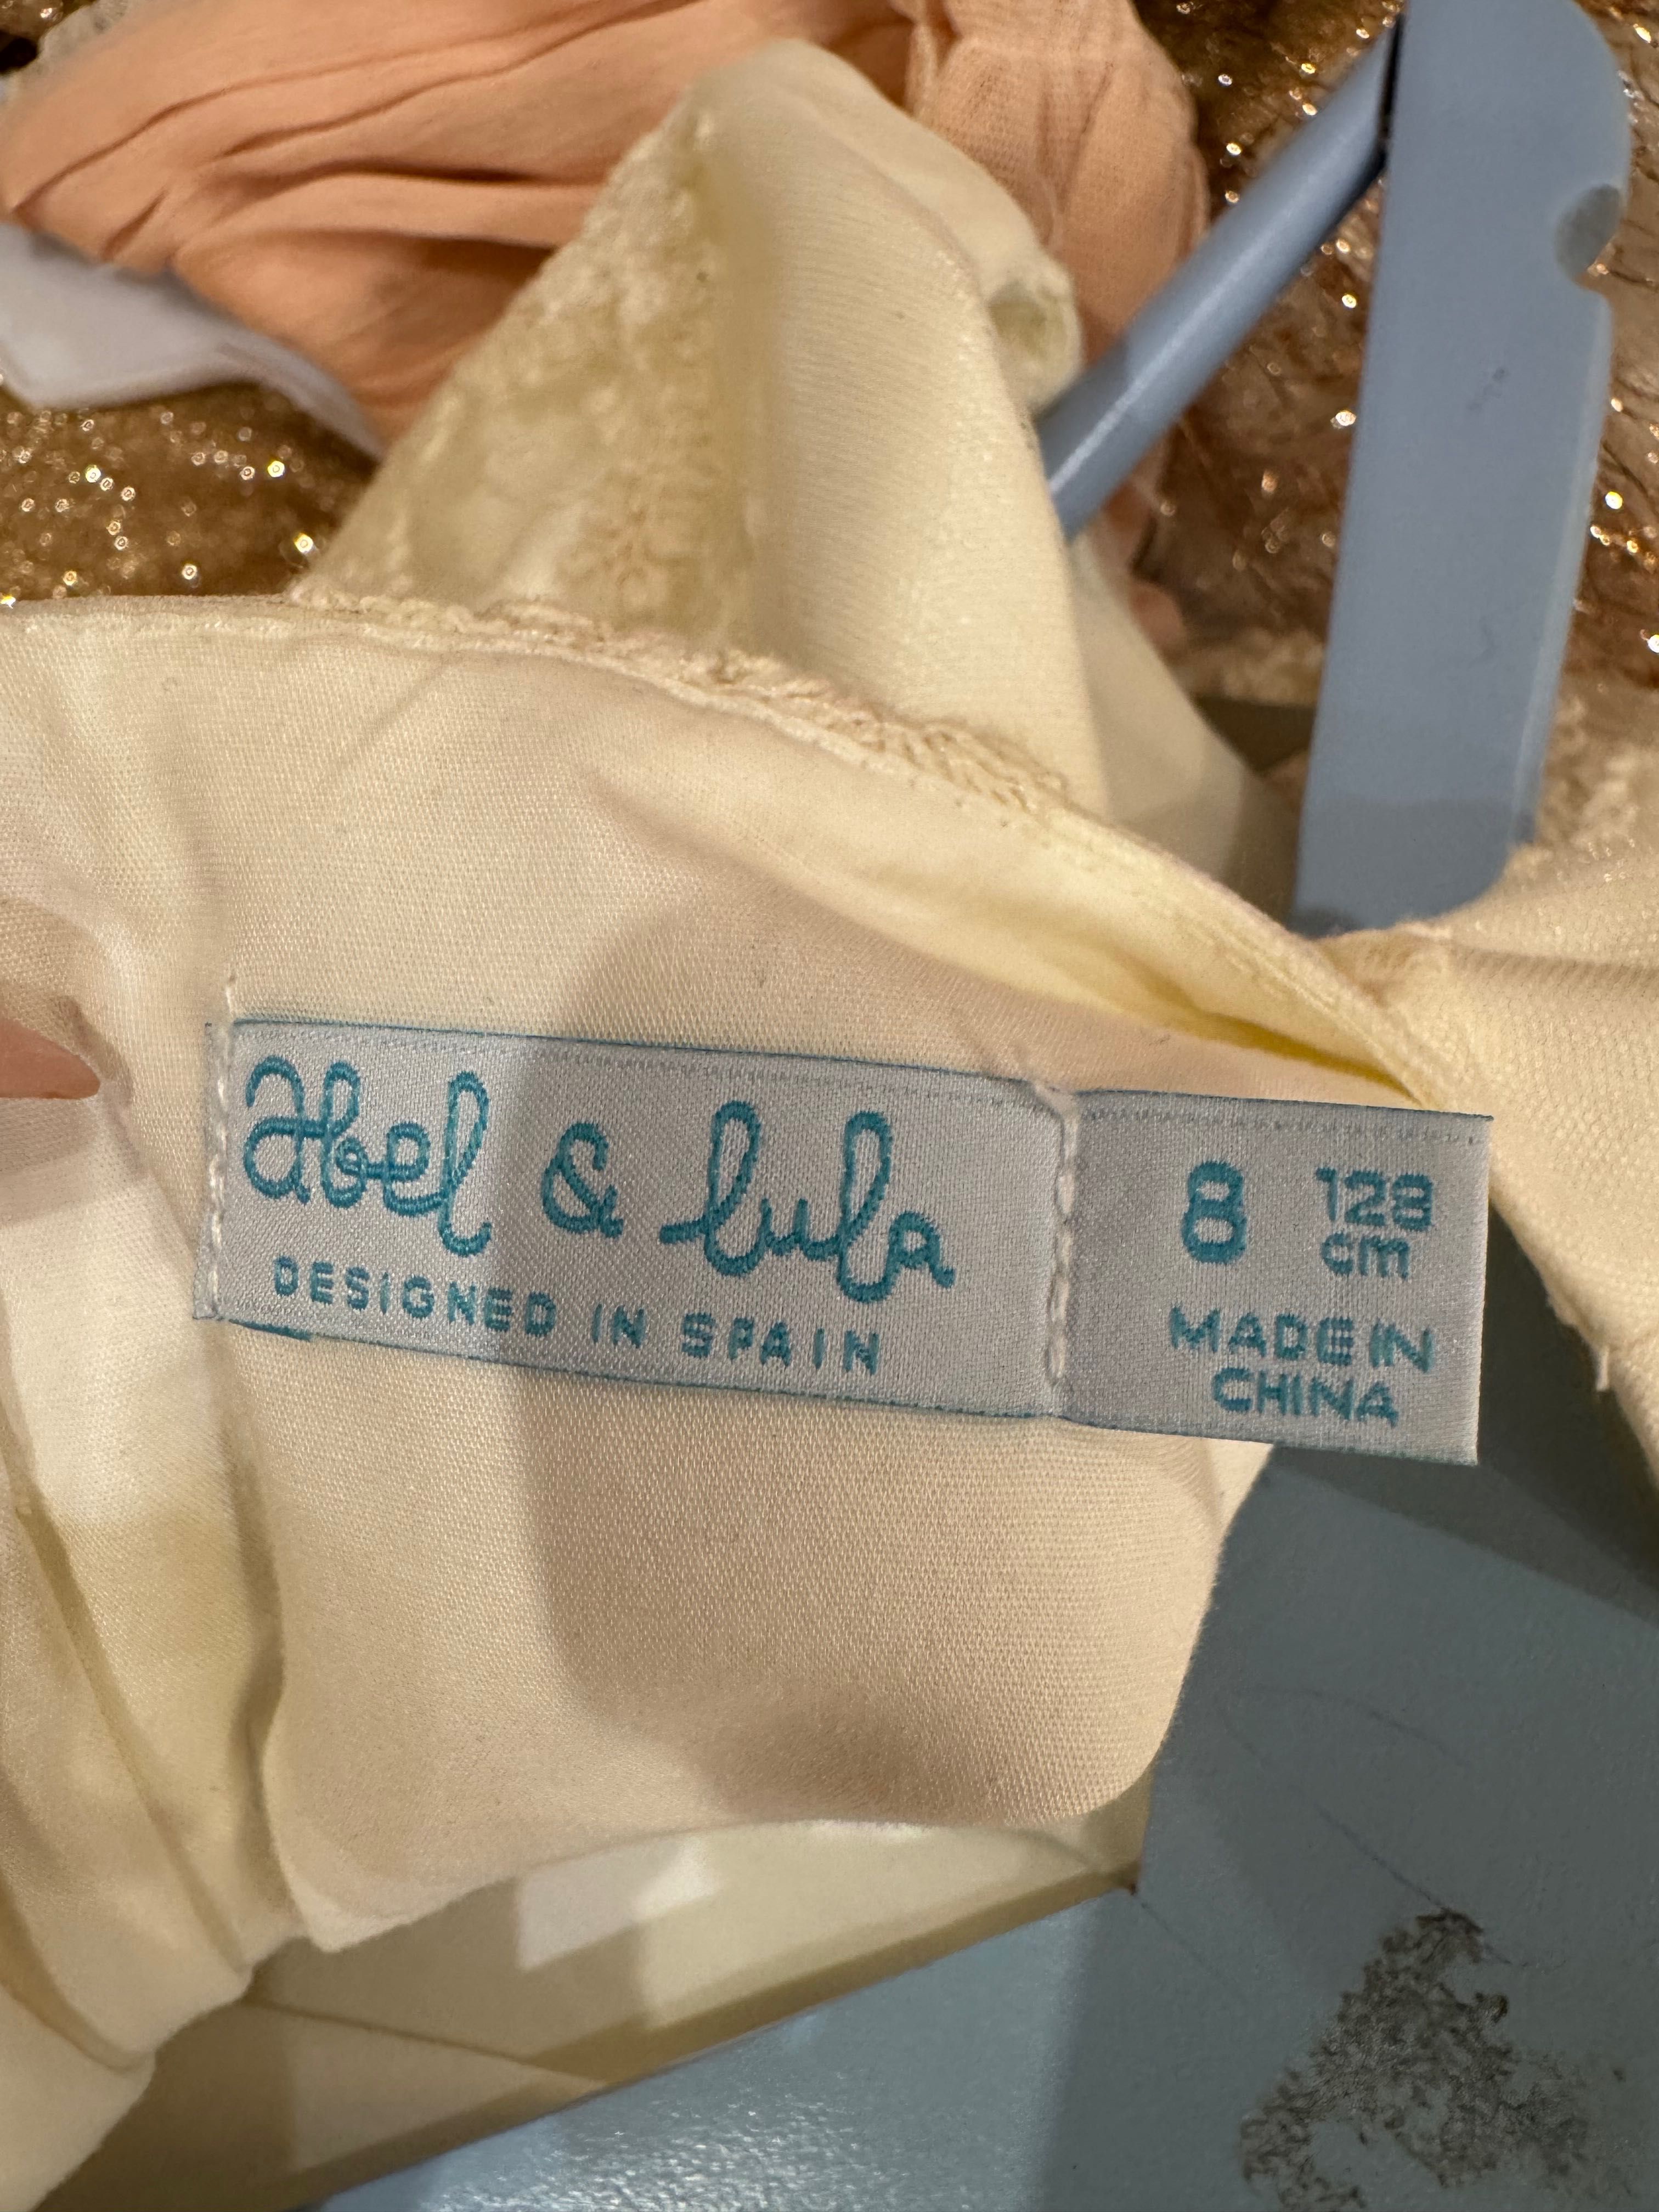 abel & lula
DESIGNED IN SPAIN
8 128 cm
MADE IN
CHINA